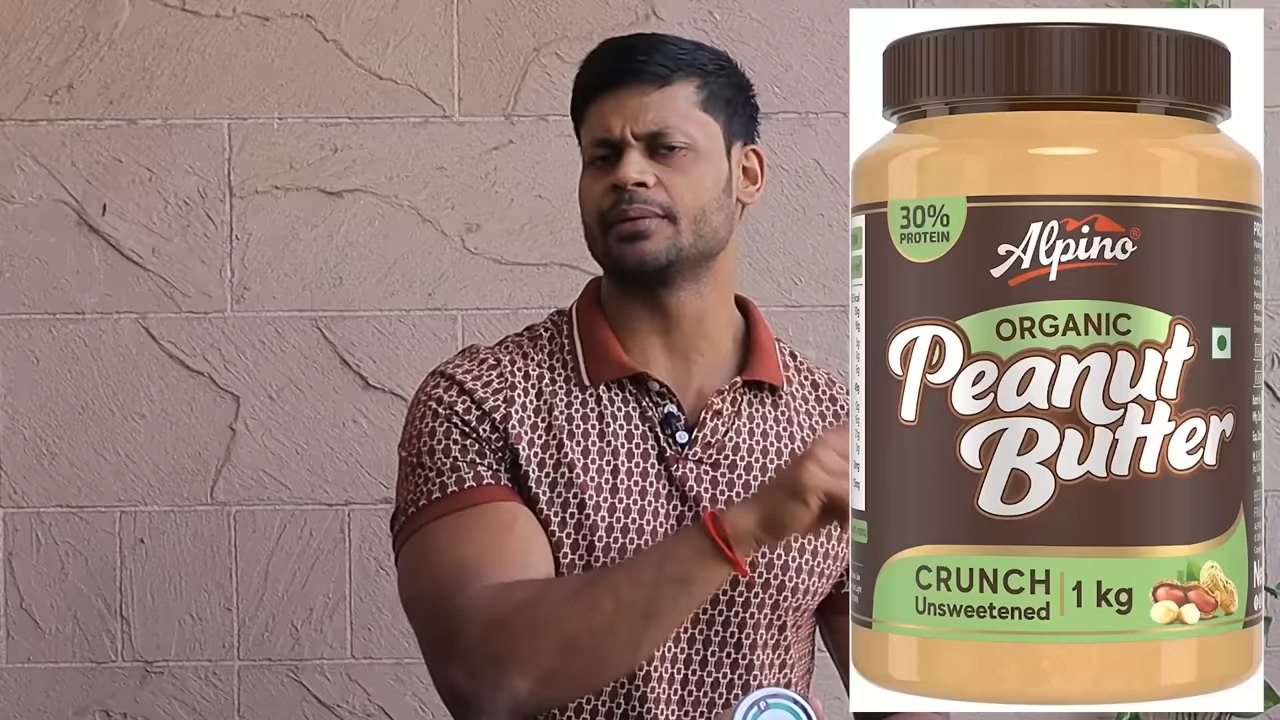 30%
PROTEIN
Alpino®
ORGANIC
Peanut
Butter
CRUNCH
Unsweetened
1 kg
P